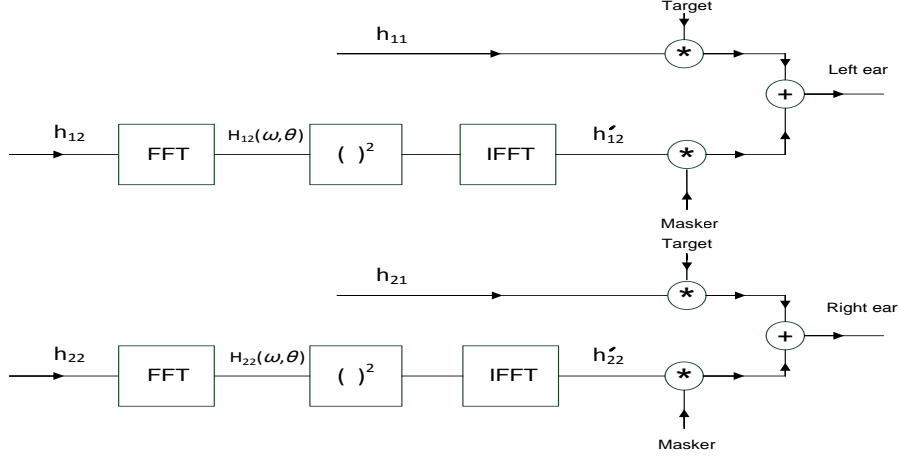 Target
h₁₁
*
Left ear
+
h₁₂
FFT
H₁₂(ω,θ)
( )²
IFFT
h′₁₂
*
Masker
Target
h₂₁
*
Right ear
+
h₂₂
FFT
H₂₂(ω,θ)
( )²
IFFT
h′₂₂
*
Masker